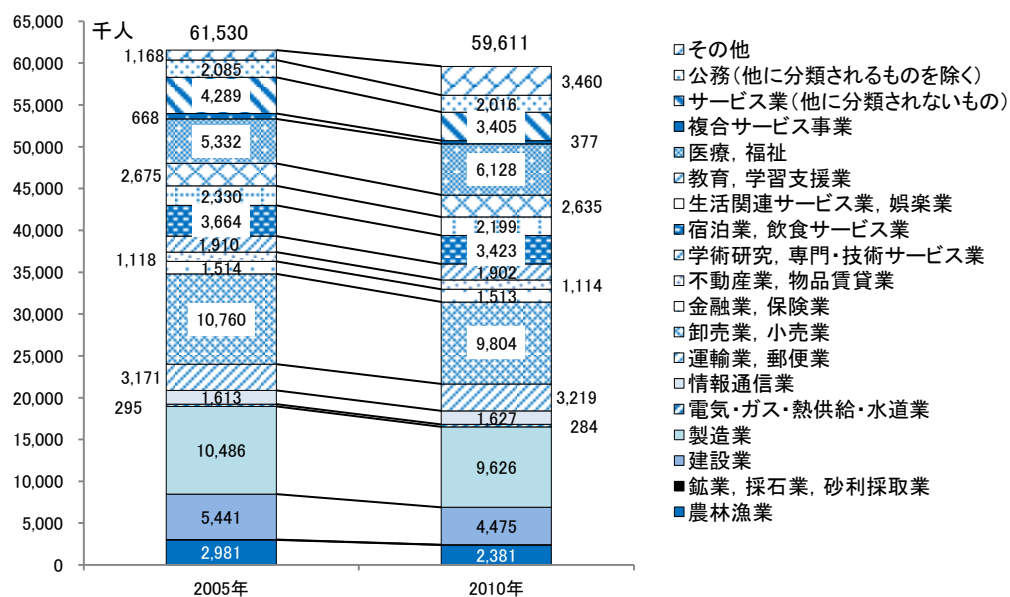 千人
65,000
60,000
55,000
50,000
45,000
40,000
35,000
30,000
25,000
20,000
15,000
10,000
5,000
0
61,530
1,168
2,085
4,289
668
5,332
2,675
2,330
3,664
1,910
1,118
1,514
10,760
3,171
1,613
295
10,486
5,441
2,981
2005年
59,611
3,460
2,016
3,405
377
6,128
2,635
2,199
3,423
1,902
1,114
1,513
9,804
3,219
1,627
284
9,626
4,475
2,381
2010年
その他
公務(他に分類されるものを除く)
サービス業(他に分類されないもの)
複合サービス事業
医療, 福祉
教育, 学習支援業
生活関連サービス業, 娯楽業
宿泊業, 飲食サービス業
学術研究, 専門・技術サービス業
不動産業, 物品賃貸業
金融業, 保険業
卸売業, 小売業
運輸業, 郵便業
情報通信業
電気・ガス・熱供給・水道業
製造業
建設業
鉱業, 採石業, 砂利採取業
農林漁業